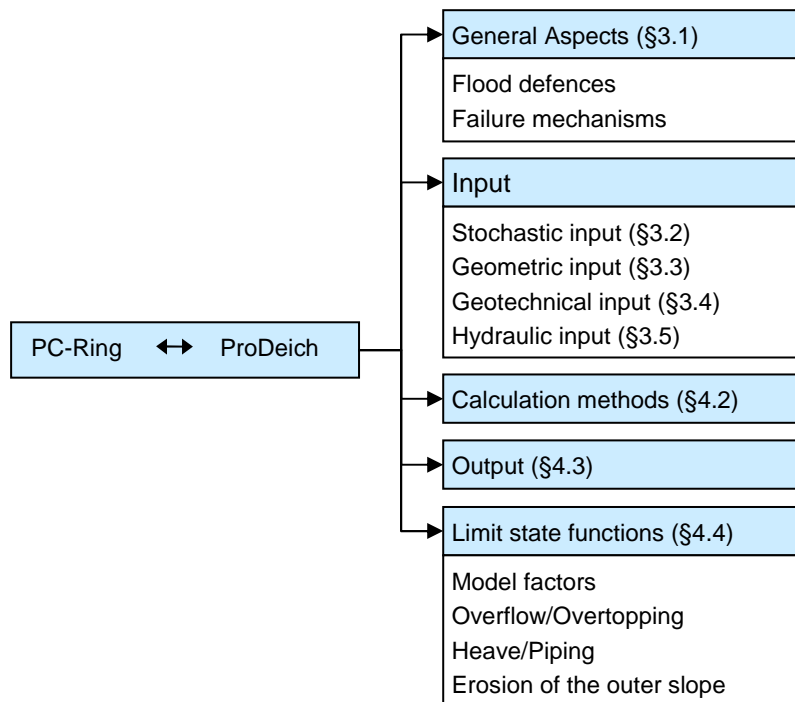 General Aspects (§3.1)
Flood defences
Failure mechanisms
Input
Stochastic input (§3.2)
Geometric input (§3.3)
Geotechnical input (§3.4)
Hydraulic input (§3.5)
PC-Ring ↔ ProDeich
Calculation methods (§4.2)
Output (§4.3)
Limit state functions (§4.4)
Model factors
Overflow/Overtopping
Heave/Piping
Erosion of the outer slope